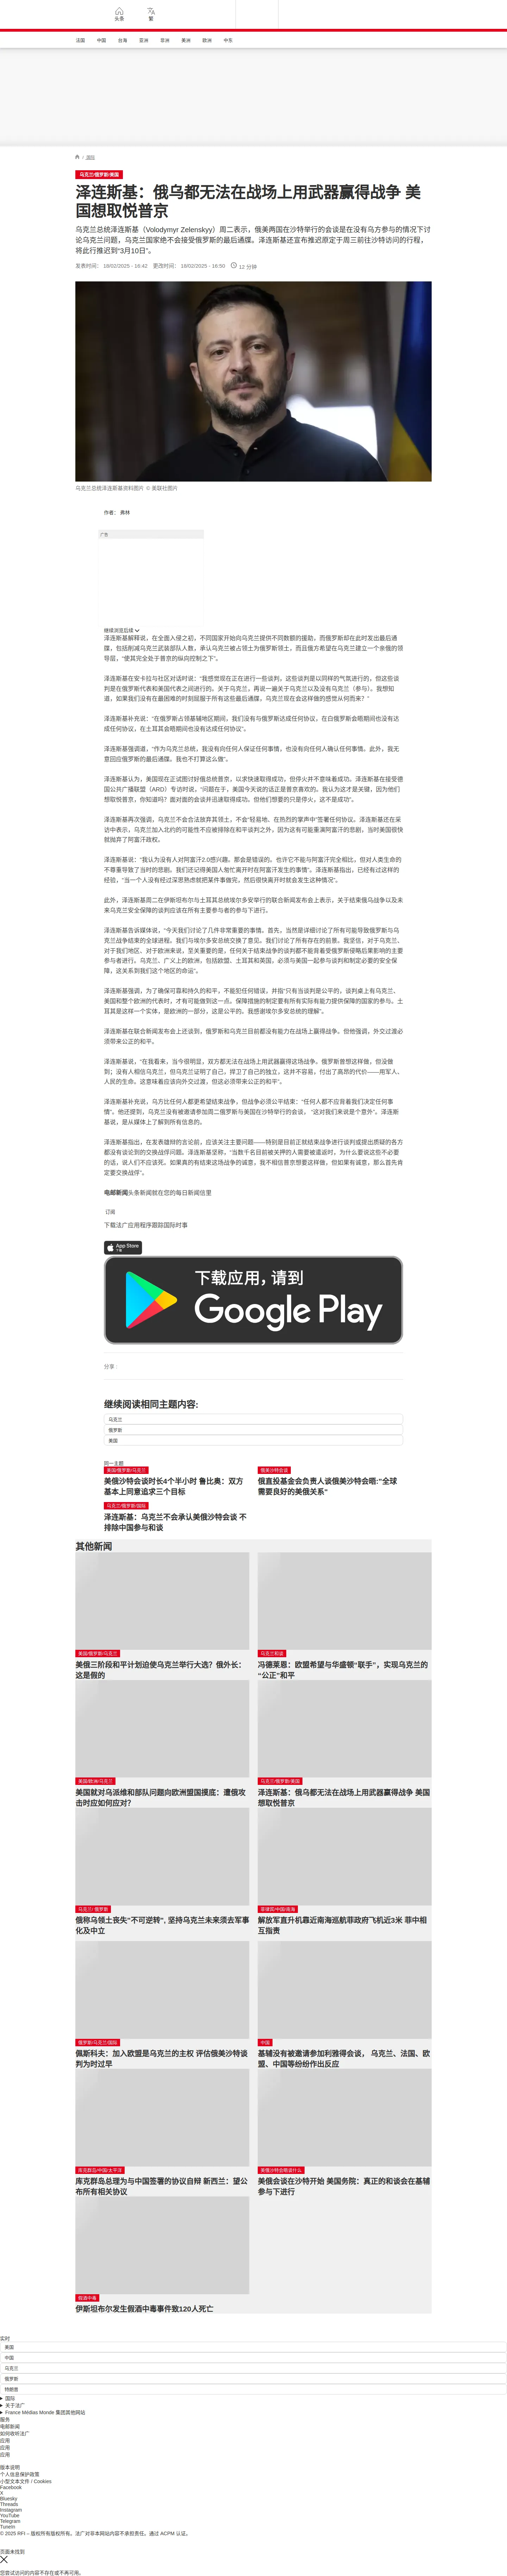 头条
繁
法国
中国
台海
亚洲
非洲
美洲
欧洲
中东
/ 国际
乌克兰/俄罗斯/美国
泽连斯基：俄乌都无法在战场上用武器赢得战争 美
国想取悦普京
乌克兰总统泽连斯基（Volodymyr Zelenskyy）周二表示，俄美两国在沙特举行的会谈是在没有乌方参与的情况下讨
论乌克兰问题，乌克兰国家绝不会接受俄罗斯的最后通牒。泽连斯基还宣布推迟原定于周三前往沙特访问的行程，
将此行推迟到“3月10日”。
发表时间： 18/02/2025 - 16:42 更改时间： 18/02/2025 - 16:50 12 分钟
乌克兰总统泽连斯基资料图片 © 美联社图片
作者： 弗林
广告
继续浏览后续
泽连斯基解释说，在全面入侵之初，不同国家开始向乌克兰提供不同数额的援助，而俄罗斯却在此时发出最后通
牒，包括削减乌克兰武装部队人数，承认乌克兰被占领土为俄罗斯领土，而且俄方希望在乌克兰建立一个亲俄的领
导层，“使其完全处于普京的纵向控制之下”。
泽连斯基在安卡拉与社区对话时说：“我感觉现在正在进行一些谈判，这些谈判是以同样的气氛进行的，但这些谈
判是在俄罗斯代表和美国代表之间进行的。关于乌克兰，再说一遍关于乌克兰以及没有乌克兰（参与）。我想知
道，如果我们没有在最困难的时刻屈服于所有这些最后通牒，乌克兰现在会这样做的感觉从何而来？ ”
泽连斯基补充说：“在俄罗斯占领基辅地区期间，我们没有与俄罗斯达成任何协议，在白俄罗斯会晤期间也没有达
成任何协议，在土耳其会晤期间也没有达成任何协议”。
泽连斯基强调道，“作为乌克兰总统，我没有向任何人保证任何事情，也没有向任何人确认任何事情。此外，我无
意回应俄罗斯的最后通牒。我也不打算这么做”。
泽连斯基认为，美国现在正试图讨好俄总统普京，以求快速取得成功，但停火并不意味着成功。泽连斯基在接受德
国公共广播联盟（ARD）专访时说，“问题在于，美国今天说的话正是普京喜欢的。我认为这才是关键，因为他们
想取悦普京，你知道吗？面对面的会谈并迅速取得成功。但他们想要的只是停火，这不是成功”。
泽连斯基再次强调，乌克兰不会合法放弃其领土，不会“轻易地、在热烈的掌声中”签署任何协议。泽连斯基还在采
访中表示，乌克兰加入北约的可能性不应被排除在和平谈判之外，因为这有可能重演阿富汗的悲剧，当时美国很快
就抛弃了阿富汗政权。
泽连斯基说：“我认为没有人对阿富汗2.0感兴趣。那会是错误的。也许它不能与阿富汗完全相比，但对人类生命的
不尊重导致了当时的悲剧。我们还记得美国人匆忙离开时在阿富汗发生的事情”。泽连斯基指出，已经有过这样的
经验，“当一个人没有经过深思熟虑就把某件事做完，然后很快离开时就会发生这种情况”。
此外，泽连斯基周二在伊斯坦布尔与土耳其总统埃尔多安举行的联合新闻发布会上表示，关于结束俄乌战争以及未
来乌克兰安全保障的谈判应该在所有主要参与者的参与下进行。
泽连斯基告诉媒体说，“今天我们讨论了几件非常重要的事情。首先，当然是详细讨论了所有可能导致俄罗斯与乌
克兰战争结束的全球进程。我们与埃尔多安总统交换了意见。我们讨论了所有存在的前景。我坚信，对于乌克兰、
对于我们地区、对于欧洲来说，至关重要的是，任何关于结束战争的谈判都不能背着受俄罗斯侵略后果影响的主要
参与者进行。乌克兰、广义上的欧洲，包括欧盟、土耳其和英国，必须与美国一起参与谈判和制定必要的安全保
障，这关系到我们这个地区的命运”。
泽连斯基强调，为了确保可靠和持久的和平，不能犯任何错误，并指“只有当谈判是公平的，谈判桌上有乌克兰、
美国和整个欧洲的代表时，才有可能做到这一点。保障措施的制定要有所有实际有能力提供保障的国家的参与。土
耳其是这样一个实体，是欧洲的一部分，这是公平的。我感谢埃尔多安总统的理解”。
泽连斯基在联合新闻发布会上还谈到，俄罗斯和乌克兰目前都没有能力在战场上赢得战争。但他强调，外交过渡必
须带来公正的和平。
泽连斯基说，“在我看来，当今很明显，双方都无法在战场上用武器赢得这场战争。俄罗斯曾想这样做，但没做
到；没有人相信乌克兰，但乌克兰证明了自己，捍卫了自己的独立，这并不容易，付出了高昂的代价——用军人、
人民的生命。这意味着应该向外交过渡，但这必须带来公正的和平”。
泽连斯基补充说，乌方比任何人都更希望结束战争，但战争必须公平结束：“任何人都不应背着我们决定任何事
情”。他还提到，乌克兰没有被邀请参加周二俄罗斯与美国在沙特举行的会谈， “这对我们来说是个意外”。泽连斯
基说，是从媒体上了解到所有信息的。
泽连斯基指出，在发表雄辩的言论前，应该关注主要问题——特别是目前正就结束战争进行谈判或提出质疑的各方
都没有谈论到的交换战俘问题。泽连斯基坚称，“当数千名目前被关押的人需要被遣返时，为什么要说这些不必要
的话，说人们不应该死。如果真的有结束这场战争的诚意，我不相信普京想要这样做，但如果有诚意，那么首先肯
定要交换战俘”。
电邮新闻头条新闻就在您的每日新闻信里
订阅
下载法广应用程序跟踪国际时事
App Store
下载
下载应用，请到
Google Play
分享 :
继续阅读相同主题内容:
乌克兰
俄罗斯
美国
同一主题
美国/俄罗斯/乌克兰
美俄沙特会谈时长4个半小时 鲁比奥：双方
基本上同意追求三个目标
俄美沙特会谈
俄直投基金会负责人谈俄美沙特会晤:"全球
需要良好的美俄关系"
乌克兰/俄罗斯/国际
泽连斯基：乌克兰不会承认美俄沙特会谈 不
排除中国参与和谈
其他新闻
美国/俄罗斯/乌克兰
美俄三阶段和平计划迫使乌克兰举行大选？俄外长：
这是假的
乌克兰和谈
冯德莱恩：欧盟希望与华盛顿“联手”，实现乌克兰的
“公正”和平
美国/欧洲/乌克兰
美国就对乌派维和部队问题向欧洲盟国摸底：遭俄攻
击时应如何应对？
乌克兰/俄罗斯/美国
泽连斯基：俄乌都无法在战场上用武器赢得战争 美国
想取悦普京
乌克兰/ 俄罗斯
俄称乌领土丧失"不可逆转", 坚持乌克兰未来须去军事
化及中立
菲律宾/中国/南海
解放军直升机靠近南海巡航菲政府飞机近3米 菲中相
互指责
俄罗斯/乌克兰/国际
佩斯科夫：加入欧盟是乌克兰的主权 评估俄美沙特谈
判为时过早
中国
基辅没有被邀请参加利雅得会谈， 乌克兰、法国、欧
盟、中国等纷纷作出反应
库克群岛/中国/太平洋
库克群岛总理为与中国签署的协议自辩 新西兰：望公
布所有相关协议
美俄沙特会晤谈什么
美俄会谈在沙特开始 美国务院：真正的和谈会在基辅
参与下进行
假酒中毒
伊斯坦布尔发生假酒中毒事件致120人死亡
实时
美国
中国
乌克兰
俄罗斯
特朗普
国际
关于法广
France Médias Monde 集团其他网站
服务
电邮新闻
如何收听法广
应用
应用
应用
版本说明
个人信息保护政策
小型文本文件 / Cookies
Facebook
X
Bluesky
Threads
Instagram
YouTube
Telegram
TuneIn
© 2025 RFI – 版权所有版权所有。法广对非本网站内容不承担责任。通过 ACPM 认证。
页面未找到
您尝试访问的内容不存在或不再可用。